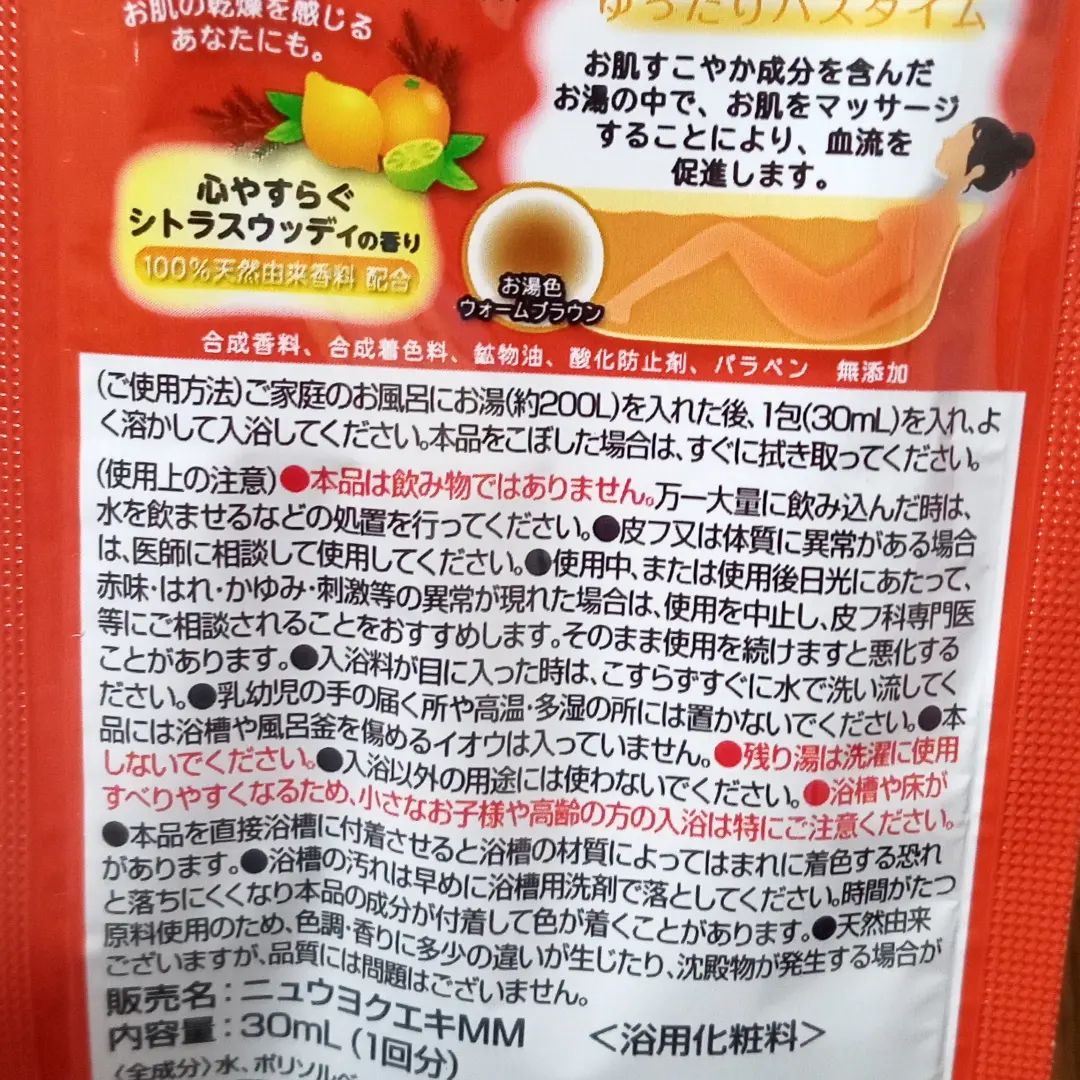 お肌の乾燥を感じる
あなたにも。
ゆったりバスタイム
お肌すこやか成分を含んだ
お湯の中で、お肌をマッサージ
することにより、血流を
促進します。
心やすらぐ
シトラスウッディの香り
100%天然由来香料 配合
お湯色
ウォームブラウン
合成香料、合成着色料、鉱物油、酸化防止剤、パラベン 無添加
(ご使用方法)ご家庭のお風呂にお湯(約200L)を入れた後、1包(30mL)を入れ、よ
く溶かして入浴してください。本品をこぼした場合は、すぐに拭き取ってください。
(使用上の注意)●本品は飲み物ではありません。万一大量に飲み込んだ時は、
水を飲ませるなどの処置を行ってください。●皮フ又は体質に異常がある場合
は、医師に相談して使用してください。●使用中、または使用後日光にあたって、
赤味・はれ・かゆみ・刺激等の異常が現れた場合は、使用を中止し、皮フ科専門医
等にご相談されることをおすすめします。そのまま使用を続けますと悪化する
ことがあります。●入浴料が目に入った時は、こすらずすぐに水で洗い流してく
ださい。●乳幼児の手の届く所や高温・多湿の所には置かないでください。●本
品には浴槽や風呂釜を傷めるイオウは入っていません。●残り湯は洗濯に使用
しないでください。●入浴以外の用途には使わないでください。●浴槽や床が
すべりやすくなるため、小さなお子様や高齢の方の入浴は特にご注意ください。
●本品を直接浴槽に付着させると浴槽の材質によってはまれに着色する恐れ
があります。●浴槽の汚れは早めに浴槽用洗剤で落としてください。時間がたつ
と落ちにくくなり本品の成分が付着して色が着くことがあります。●天然由来
原料使用のため、色調・香りに多少の違いが生じたり、沈殿物が発生する場合が
ございますが、品質には問題はございません。
販売名:ニュウヨクエキMM
内容量:30mL(1回分) <浴用化粧料>
〈全成分〉水、ポリソルベ